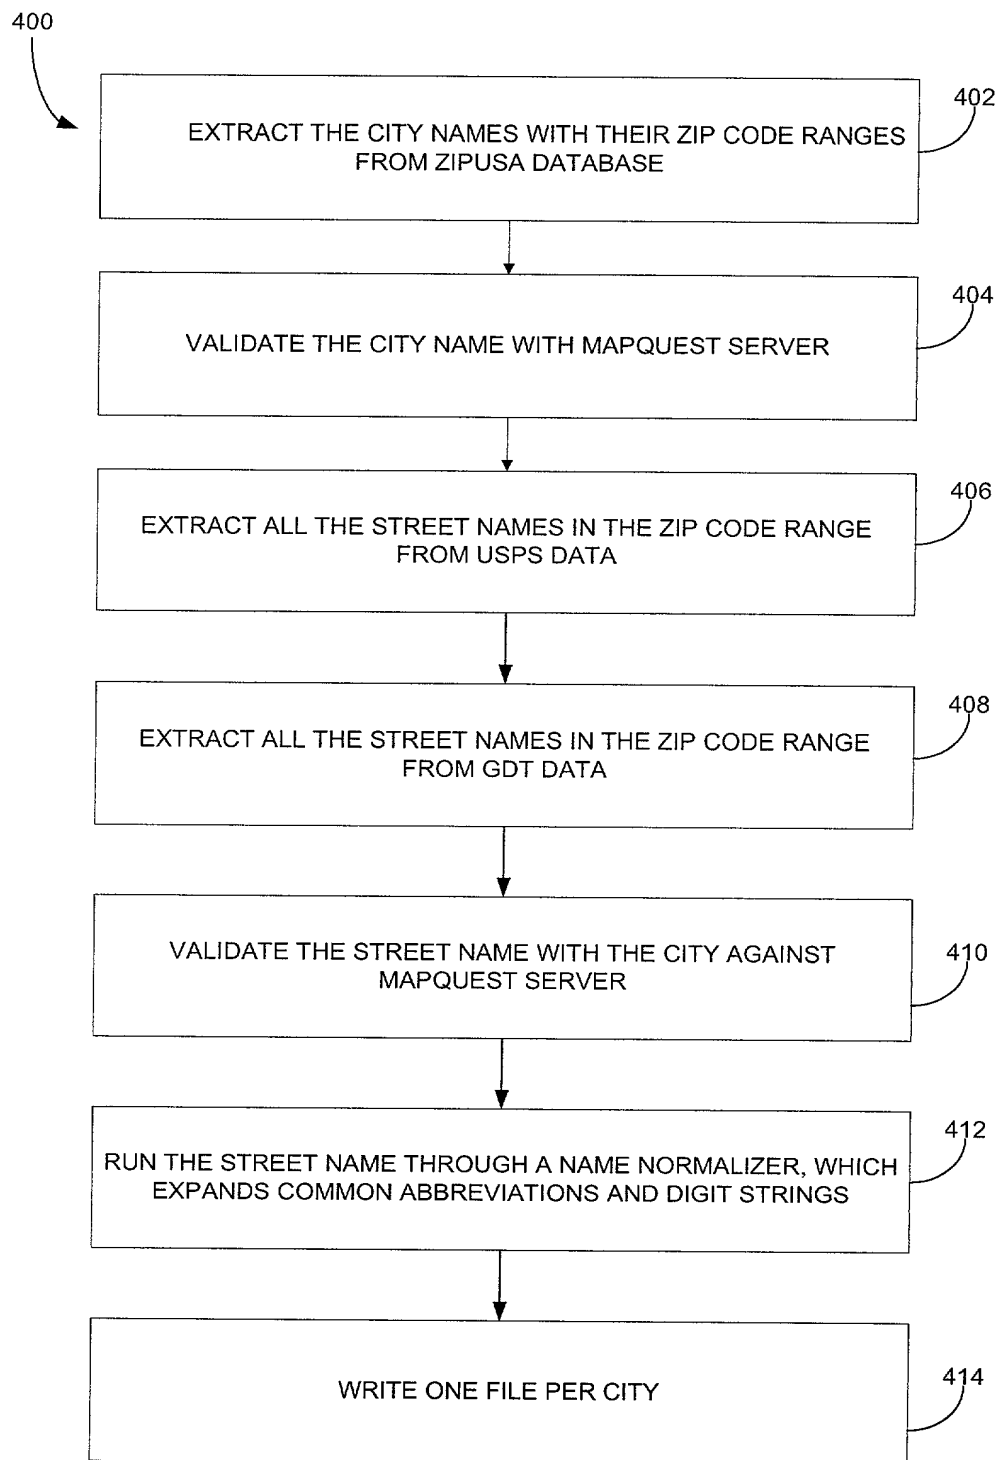 400
402
EXTRACT THE CITY NAMES WITH THEIR ZIP CODE RANGES
FROM ZIPUSA DATABASE
404
VALIDATE THE CITY NAME WITH MAPQUEST SERVER
406
EXTRACT ALL THE STREET NAMES IN THE ZIP CODE RANGE
FROM USPS DATA
408
EXTRACT ALL THE STREET NAMES IN THE ZIP CODE RANGE
FROM GDT DATA
410
VALIDATE THE STREET NAME WITH THE CITY AGAINST
MAPQUEST SERVER
412
RUN THE STREET NAME THROUGH A NAME NORMALIZER, WHICH
EXPANDS COMMON ABBREVIATIONS AND DIGIT STRINGS
414
WRITE ONE FILE PER CITY